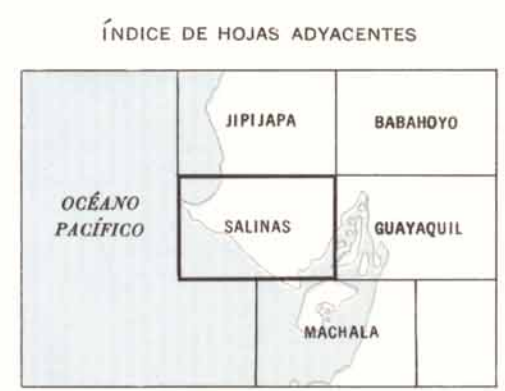 ÍNDICE DE HOJAS ADYACENTES
JIPIJAPA
BABAHOYO
OCÉANO
PACÍFICO
SALINAS
GUAYAQUIL
MACHALA